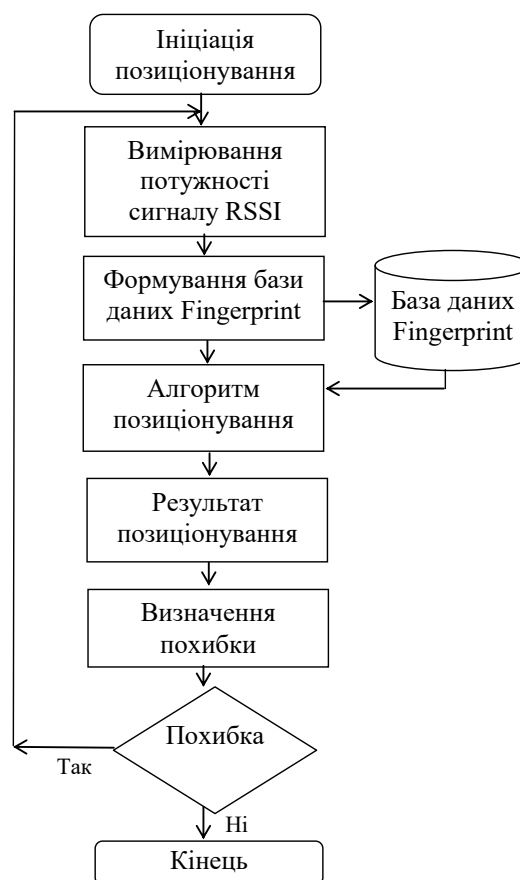 Ініціація
позиціонування
Вимірювання
потужності
сигналу RSSI
Формування бази
даних Fingerprint
База даних
Fingerprint
Алгоритм
позиціонування
Результат
позиціонування
Визначення
похибки
Похибка
Так
Ні
Кінець